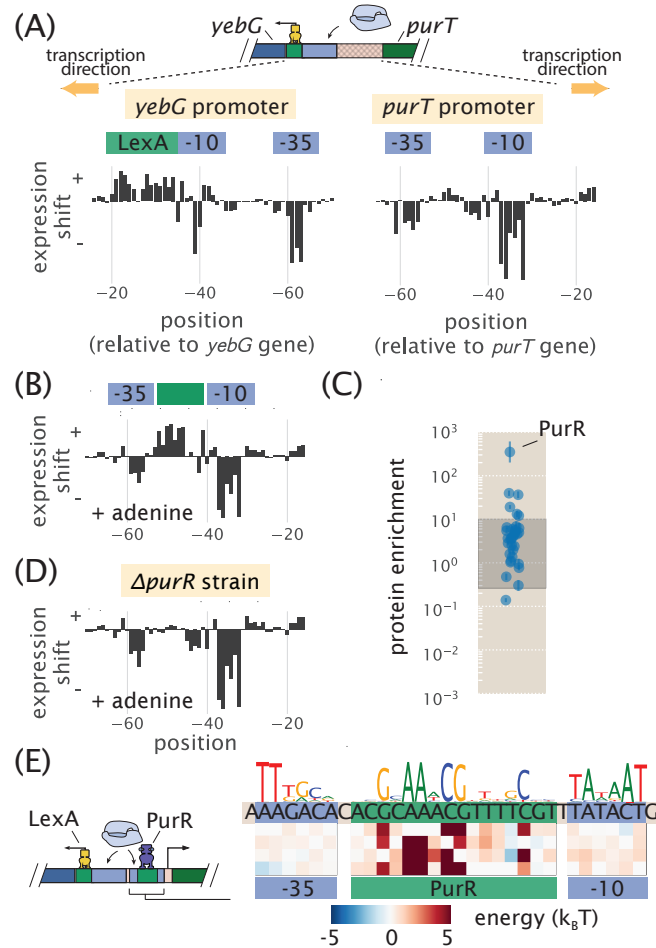 (A)
yebG
purT
transcription
direction
transcription
direction
yebG promoter
purT promoter
LexA
-10
-35
-35
-10
expression
shift
+
-
−20
−40
−60
−60
−40
−20
position
(relative to yebG gene)
position
(relative to purT gene)
(B)
-35
-10
expression
shift
+
-
+ adenine
−60
−40
−20
(C)
PurR
protein enrichment
10³
10²
10¹
10⁰
10⁻¹
10⁻²
10⁻³
(D)
ΔpurR strain
expression
shift
+
-
+ adenine
−60
−40
−20
position
(E)
LexA
PurR
AAAGACACACGCAAACGTTTTCGTTTATACTG
-35
PurR
-10
-5
0
5
energy (kBT)